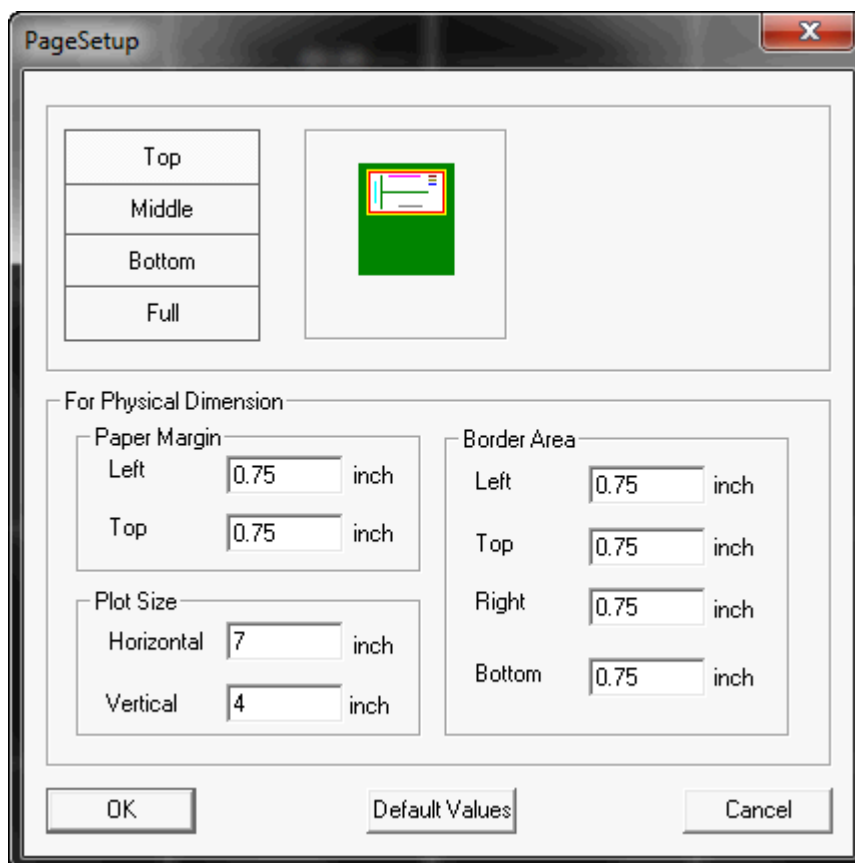 PageSetup
X
Top
Middle
Bottom
Full
For Physical Dimension
Paper Margin
Left 0.75 inch
Top 0.75 inch
Plot Size
Horizontal 7 inch
Vertical 4 inch
Border Area
Left 0.75 inch
Top 0.75 inch
Right 0.75 inch
Bottom 0.75 inch
OK Default Values Cancel